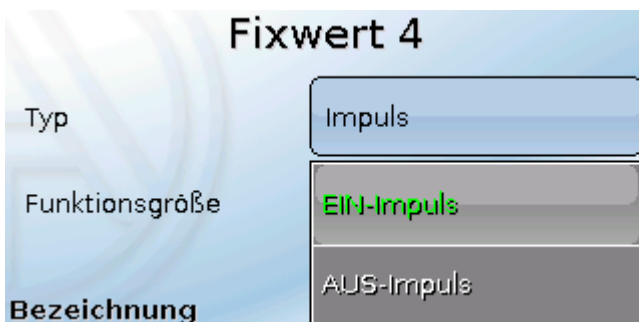 Fixwert 4
Typ Impuls
Funktionsgröße EIN-Impuls
AUS-Impuls
Bezeichnung